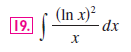 19. ∫ (ln x)² / x dx